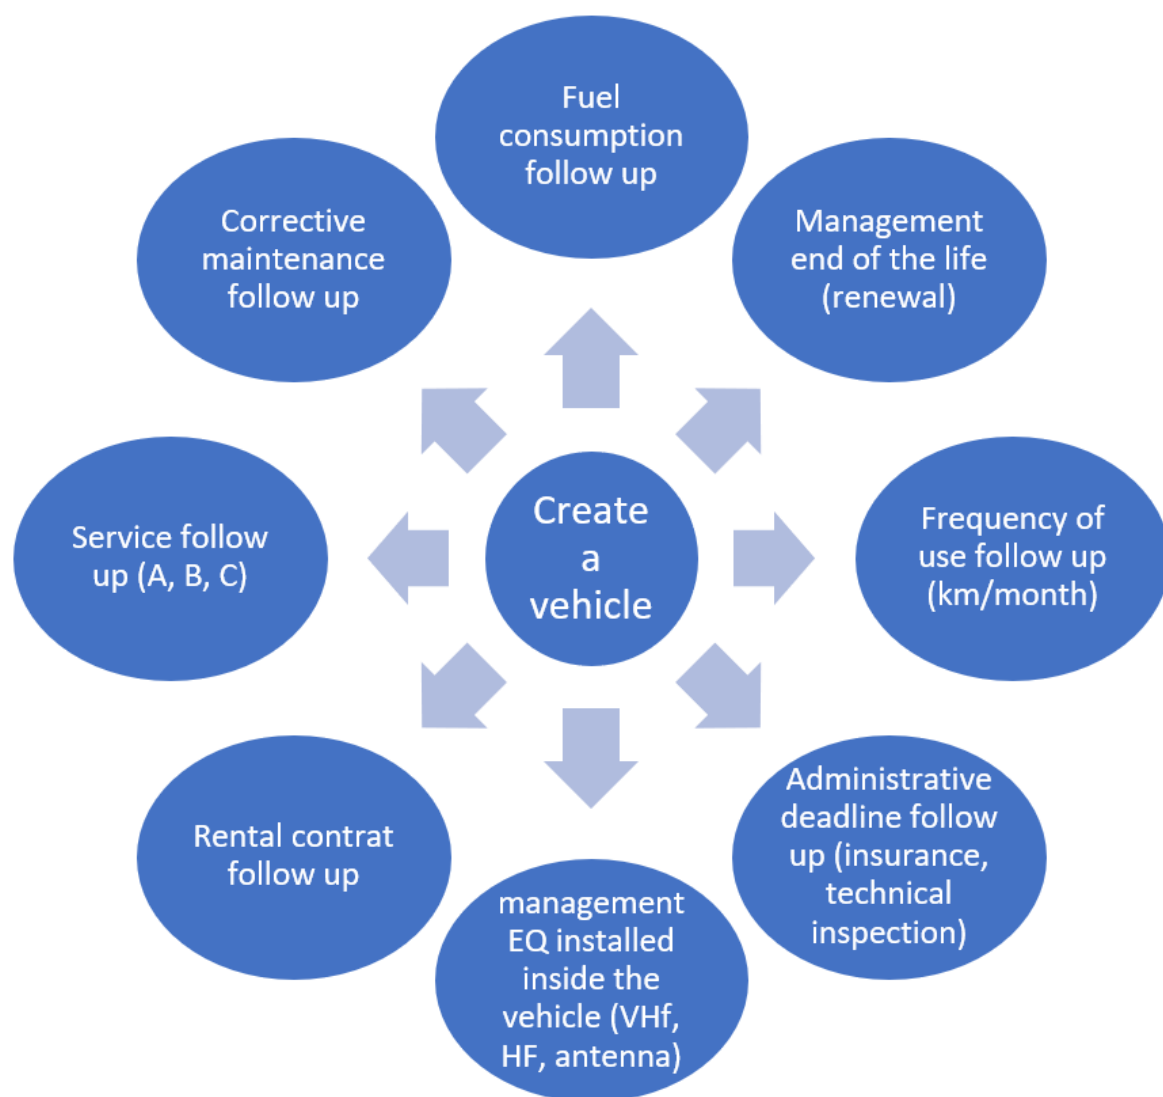 Fuel
consumption
follow up
Management
end of the life
(renewal)
Frequency of
use follow up
(km/month)
Administrative
deadline follow
up (insurance,
technical
inspection)
management
EQ installed
inside the
vehicle (VHf,
HF, antenna)
Rental contrat
follow up
Service follow
up (A, B, C)
Corrective
maintenance
follow up
Create
a
vehicle